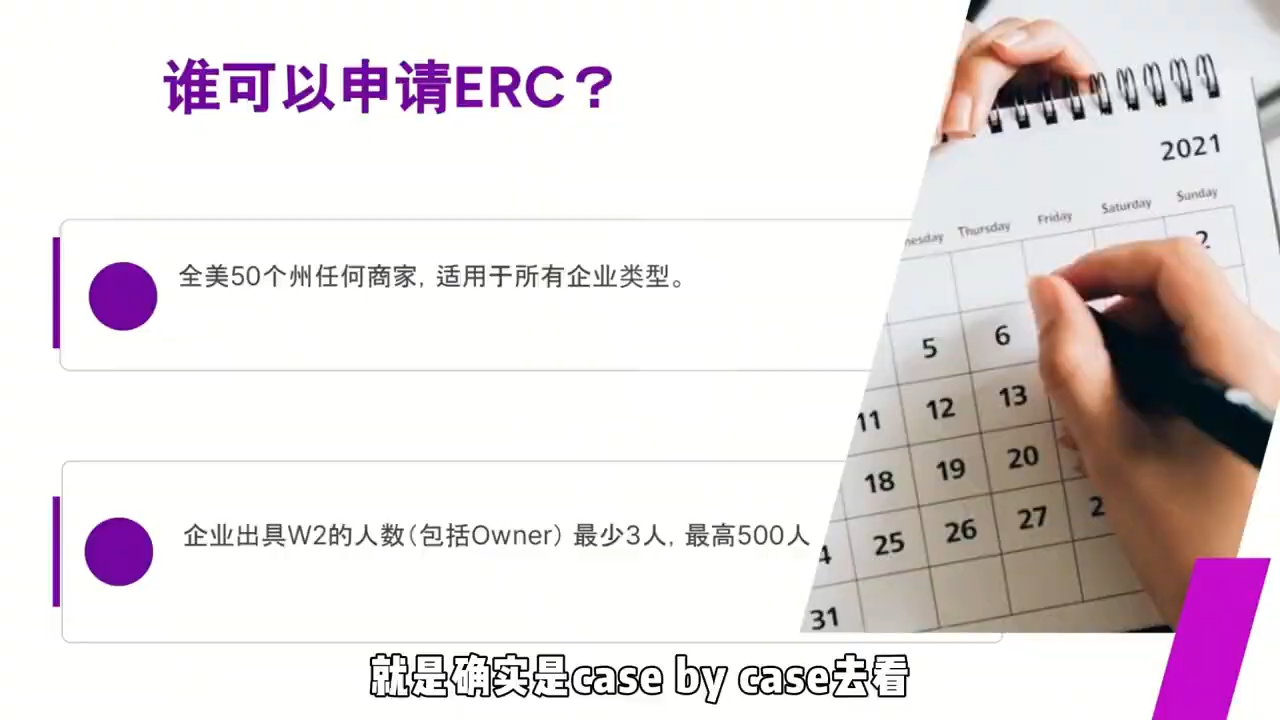 谁可以申请ERC？
全美50个州任何商家，适用于所有企业类型。
企业出具W2的人数（包括Owner）最少3人，最高500人
2021
Thursday Friday Saturday Sunday
2
5 6
11 12 13
18 19 20
25 26 27
31
就是确实是case by case去看